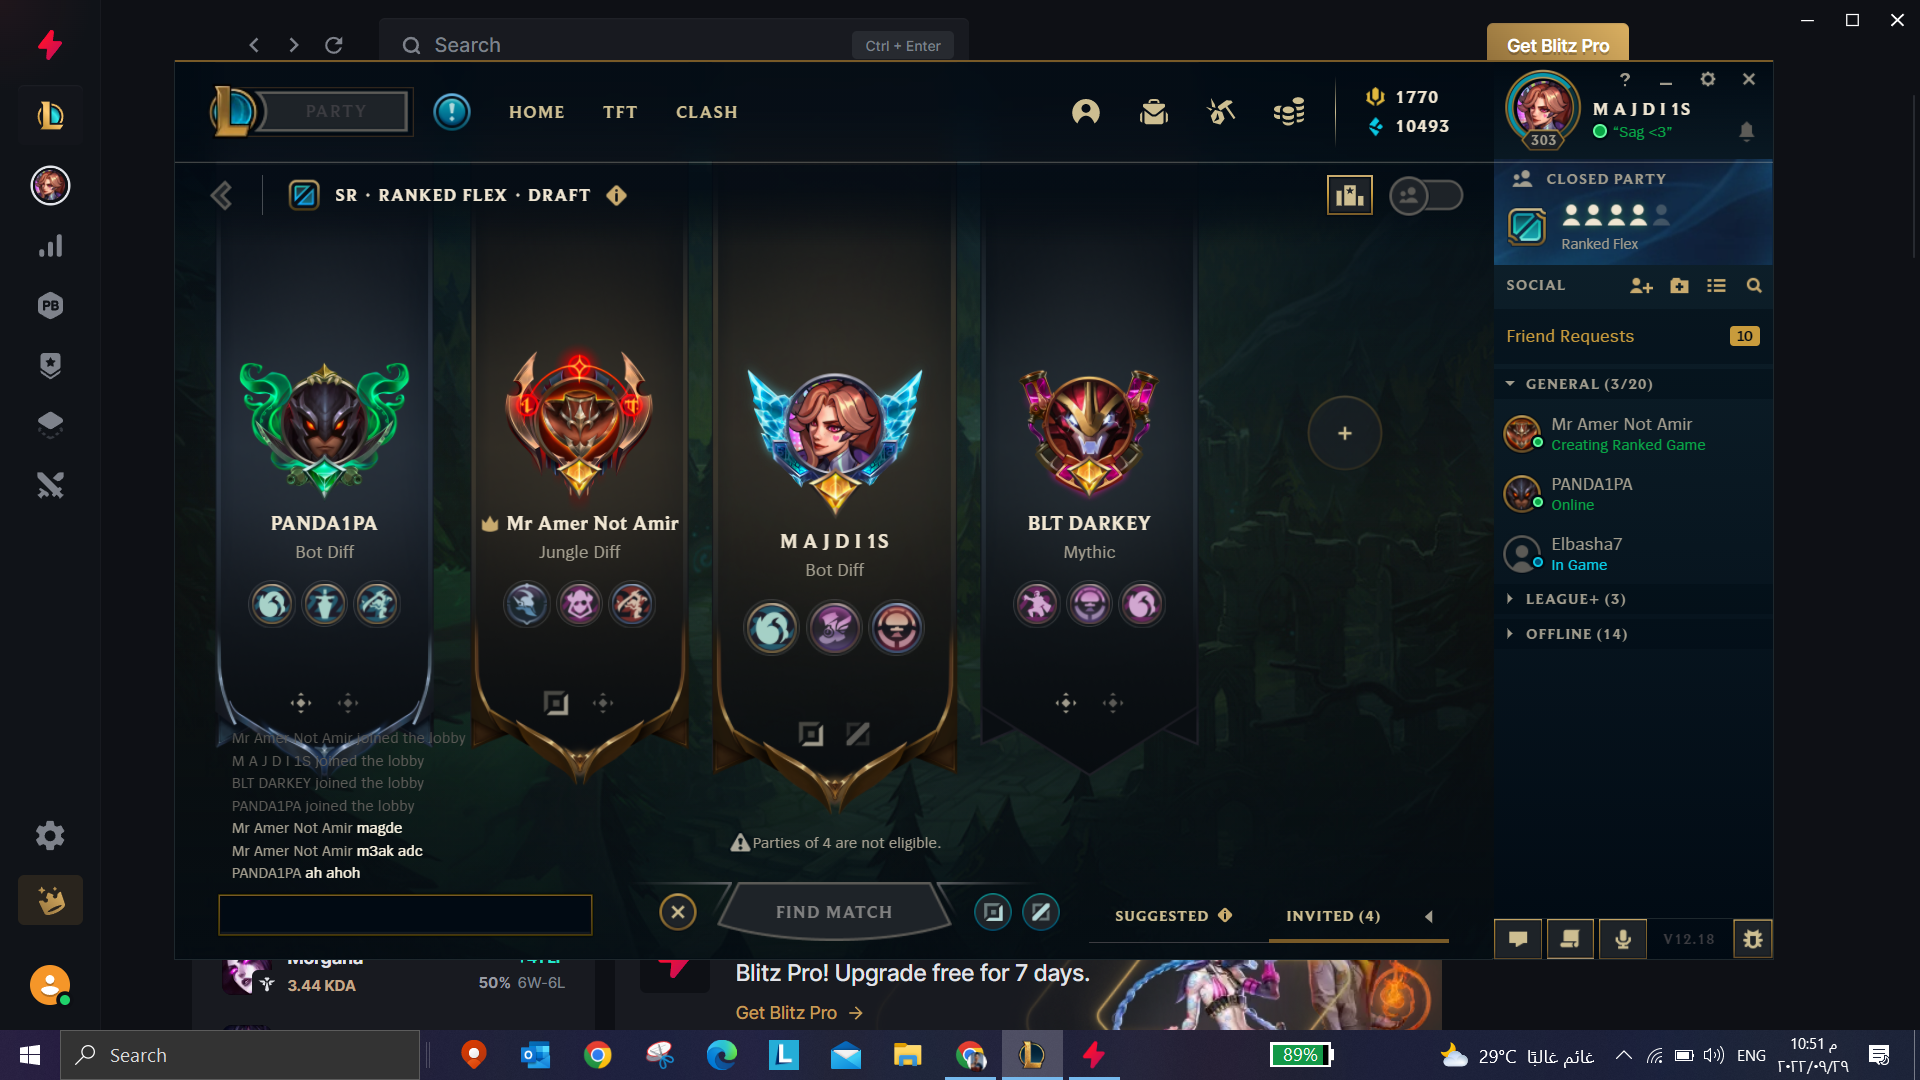 Search
Ctrl + Enter
Get Blitz Pro
PARTY
HOME
TFT
CLASH
1770
10493
303
M A J D I 1S
“Sag <3”
SR · RANKED FLEX · DRAFT
CLOSED PARTY
Ranked Flex
SOCIAL
Friend Requests
10
GENERAL (3/20)
Mr Amer Not Amir
Creating Ranked Game
PANDA1PA
Online
Elbasha7
In Game
LEAGUE+ (3)
OFFLINE (14)
PB
PANDA1PA
Bot Diff
Mr Amer Not Amir
Jungle Diff
M A J D I 1S
Bot Diff
BLT DARKEY
Mythic
Mr Amer Not Amir joined the lobby
M A J D I 1S joined the lobby
BLT DARKEY joined the lobby
PANDA1PA joined the lobby
Mr Amer Not Amir magde
Mr Amer Not Amir m3ak adc
PANDA1PA ah ahoh
Parties of 4 are not eligible.
FIND MATCH
SUGGESTED
INVITED (4)
V12.18
Morgana
3.44 KDA
50% 6W-6L
Blitz Pro! Upgrade free for 7 days.
Get Blitz Pro
Search
89%
29°C غائم غالبًا
ENG
10:51 م
٢٠٢٢/٠٩/٢٩